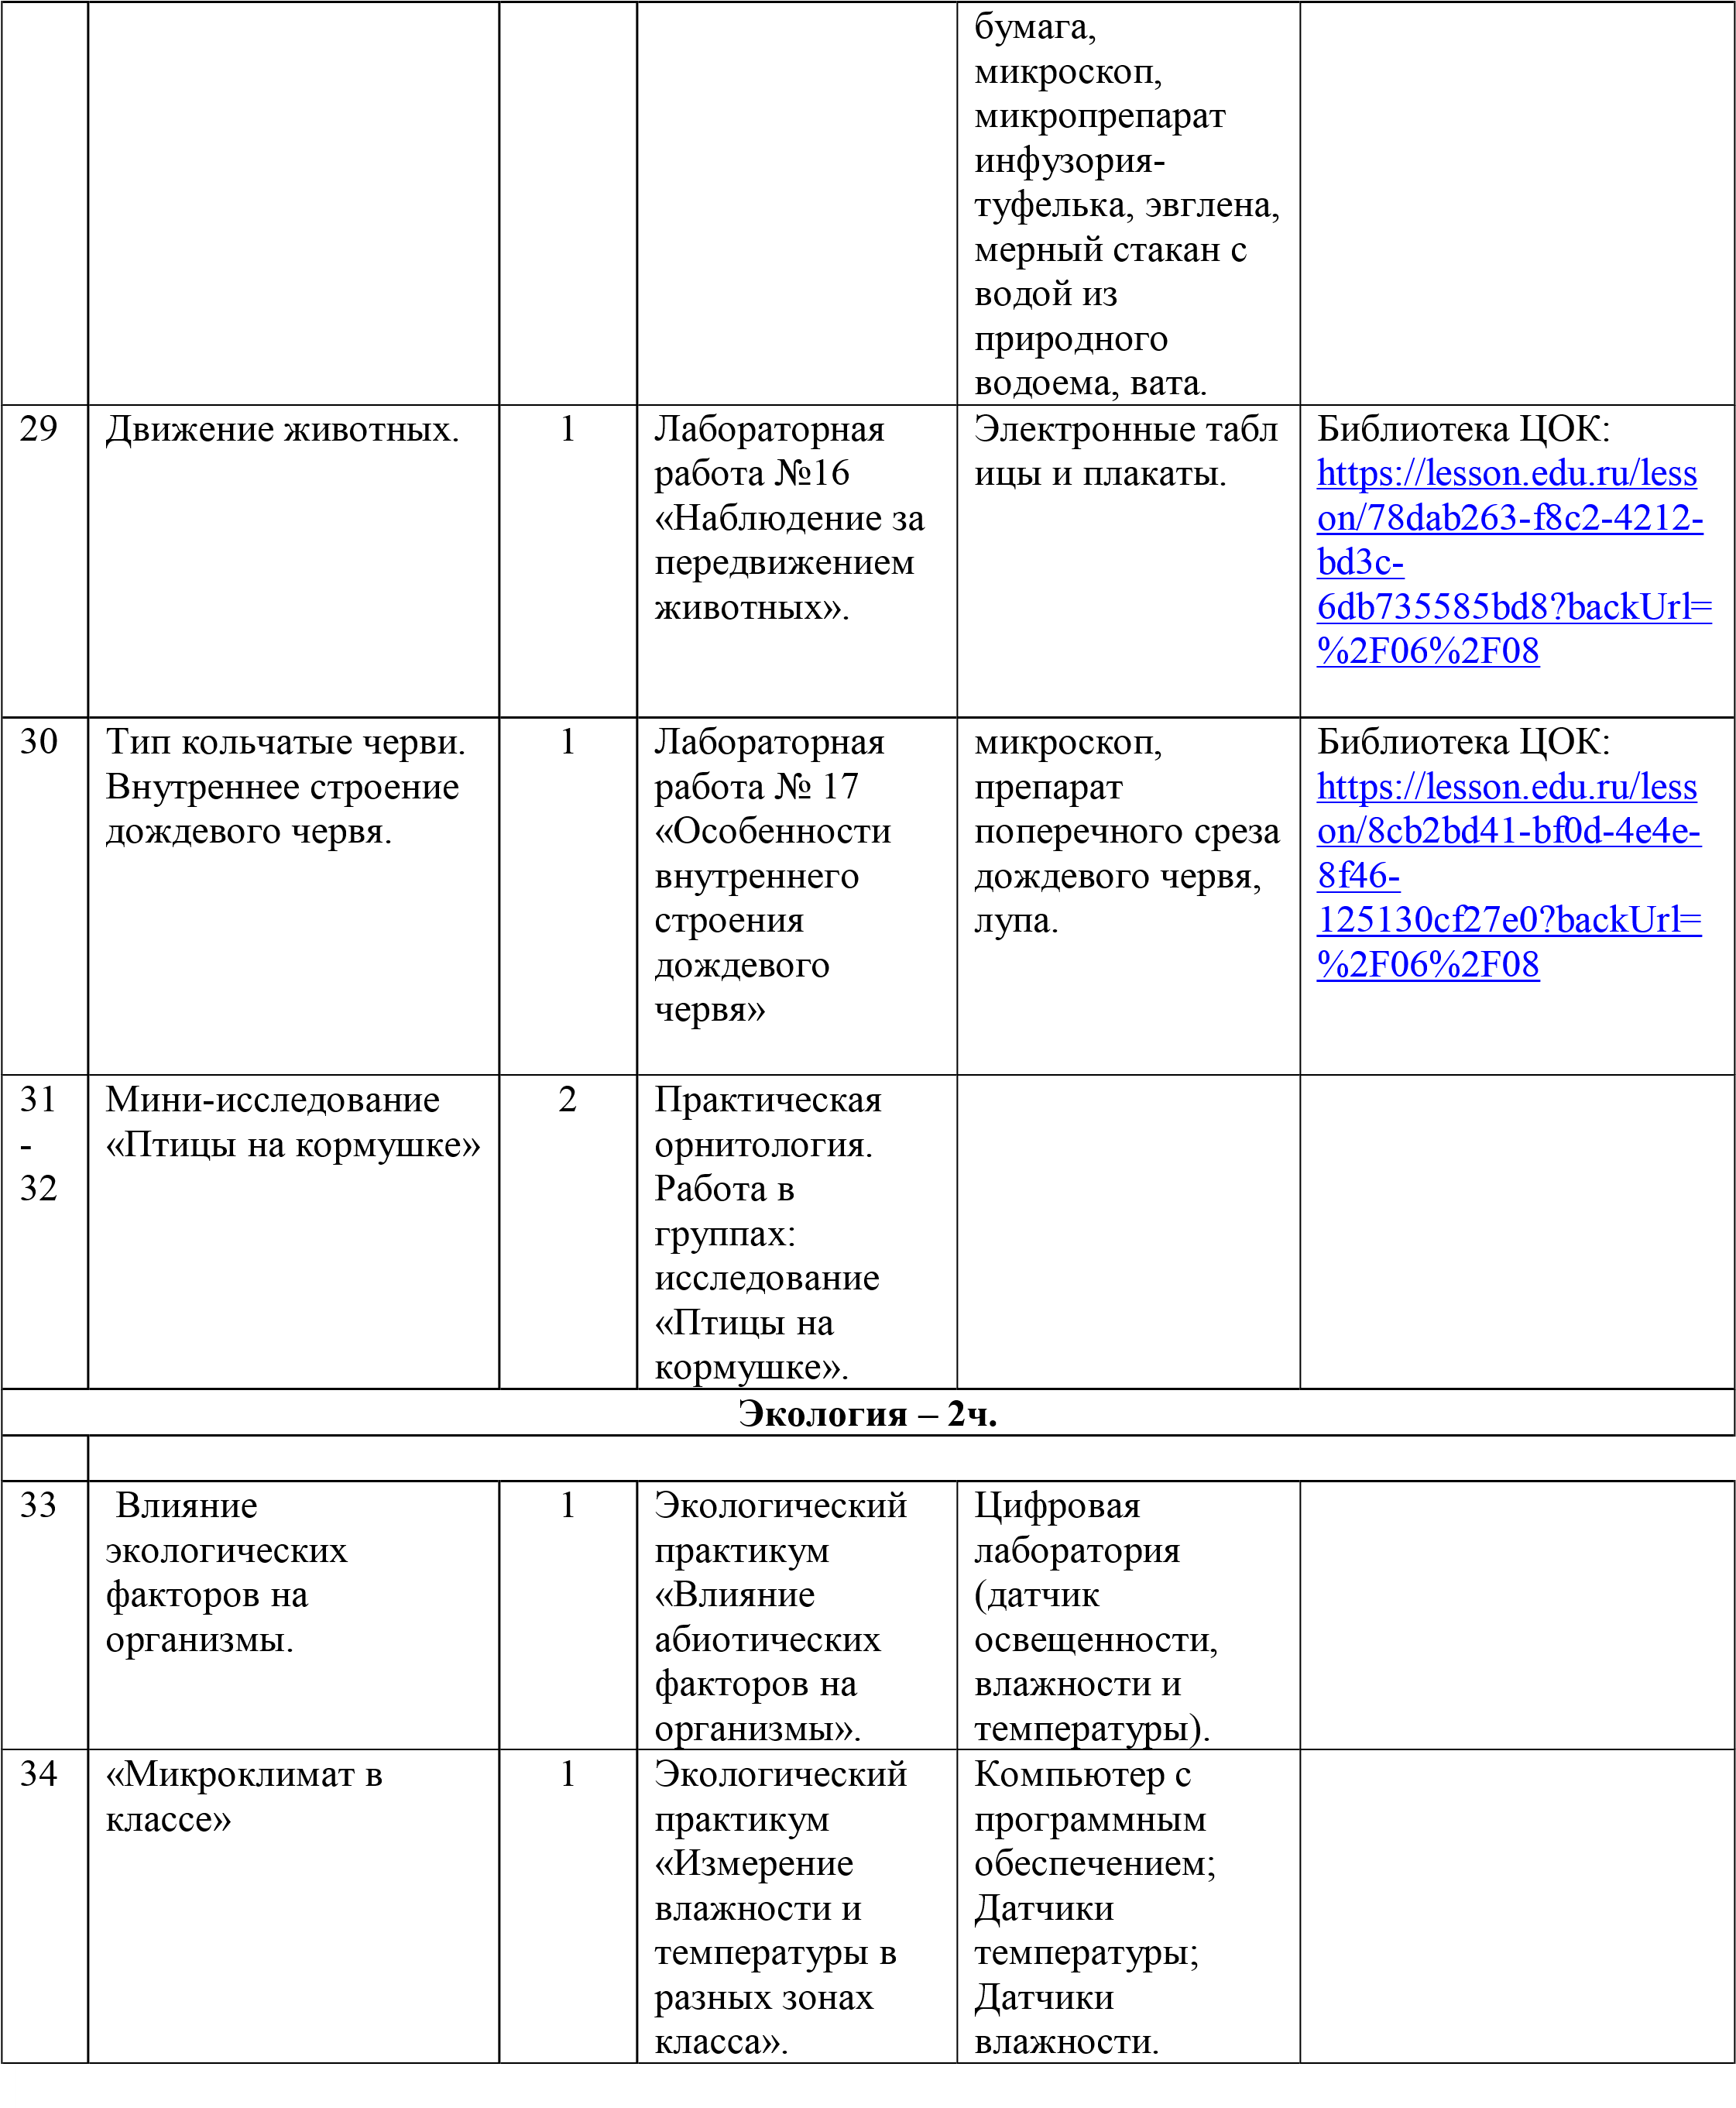 бумага,
микроскоп,
микропрепарат
инфузория-
туфелька, эвглена,
мерный стакан с
водой из
природного
водоема, вата.
29
Движение животных.
1
Лабораторная
работа №16
«Наблюдение за
передвижением
животных».
Электронные табл
ицы и плакаты.
Библиотека ЦОК:
https://lesson.edu.ru/less
on/78dab263-f8c2-4212-
bd3c-
6db735585bd8?backUrl=
%2F06%2F08
30
Тип кольчатые черви.
Внутреннее строение
дождевого червя.
1
Лабораторная
работа № 17
«Особенности
внутреннего
строения
дождевого
червя»
микроскоп,
препарат
поперечного среза
дождевого червя,
лупа.
Библиотека ЦОК:
https://lesson.edu.ru/less
on/8cb2bd41-bf0d-4e4e-
8f46-
125130cf27e0?backUrl=
%2F06%2F08
31
-
32
Мини-исследование
«Птицы на кормушке»
2
Практическая
орнитология.
Работа в
группах:
исследование
«Птицы на
кормушке».
Экология – 2ч.
33
Влияние
экологических
факторов на
организмы.
1
Экологический
практикум
«Влияние
абиотических
факторов на
организмы».
Цифровая
лаборатория
(датчик
освещенности,
влажности и
температуры).
34
«Микроклимат в
классе»
1
Экологический
практикум
«Измерение
влажности и
температуры в
разных зонах
класса».
Компьютер с
программным
обеспечением;
Датчики
температуры;
Датчики
влажности.